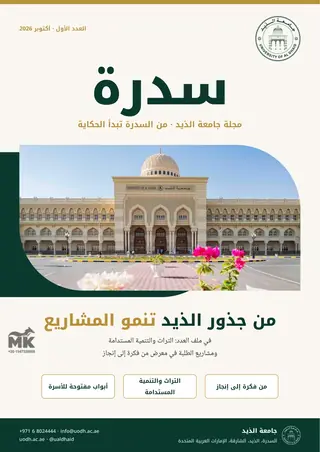 العدد الأول · أكتوبر 2026
جامعة الذيد
UNIVERSITY OF AL DHAID
سدرة
مجلة جامعة الذيد · من السدرة تبدأ الحكاية
من جذور الذيد تنمو المشاريع
في ملف العدد: التراث والتنمية المستدامة
ومشاريع الطلبة في معرض من فكرة إلى إنجاز
MK
من فكرة إلى إنجاز
التراث والتنمية
المستدامة
أبواب مفتوحة للأسرة
جامعة الذيد
السدرة، الذيد، الشارقة، الإمارات العربية المتحدة
+971 6 8024444 · info@uodh.ac.ae
uodh.ac.ae · @ualdhaid